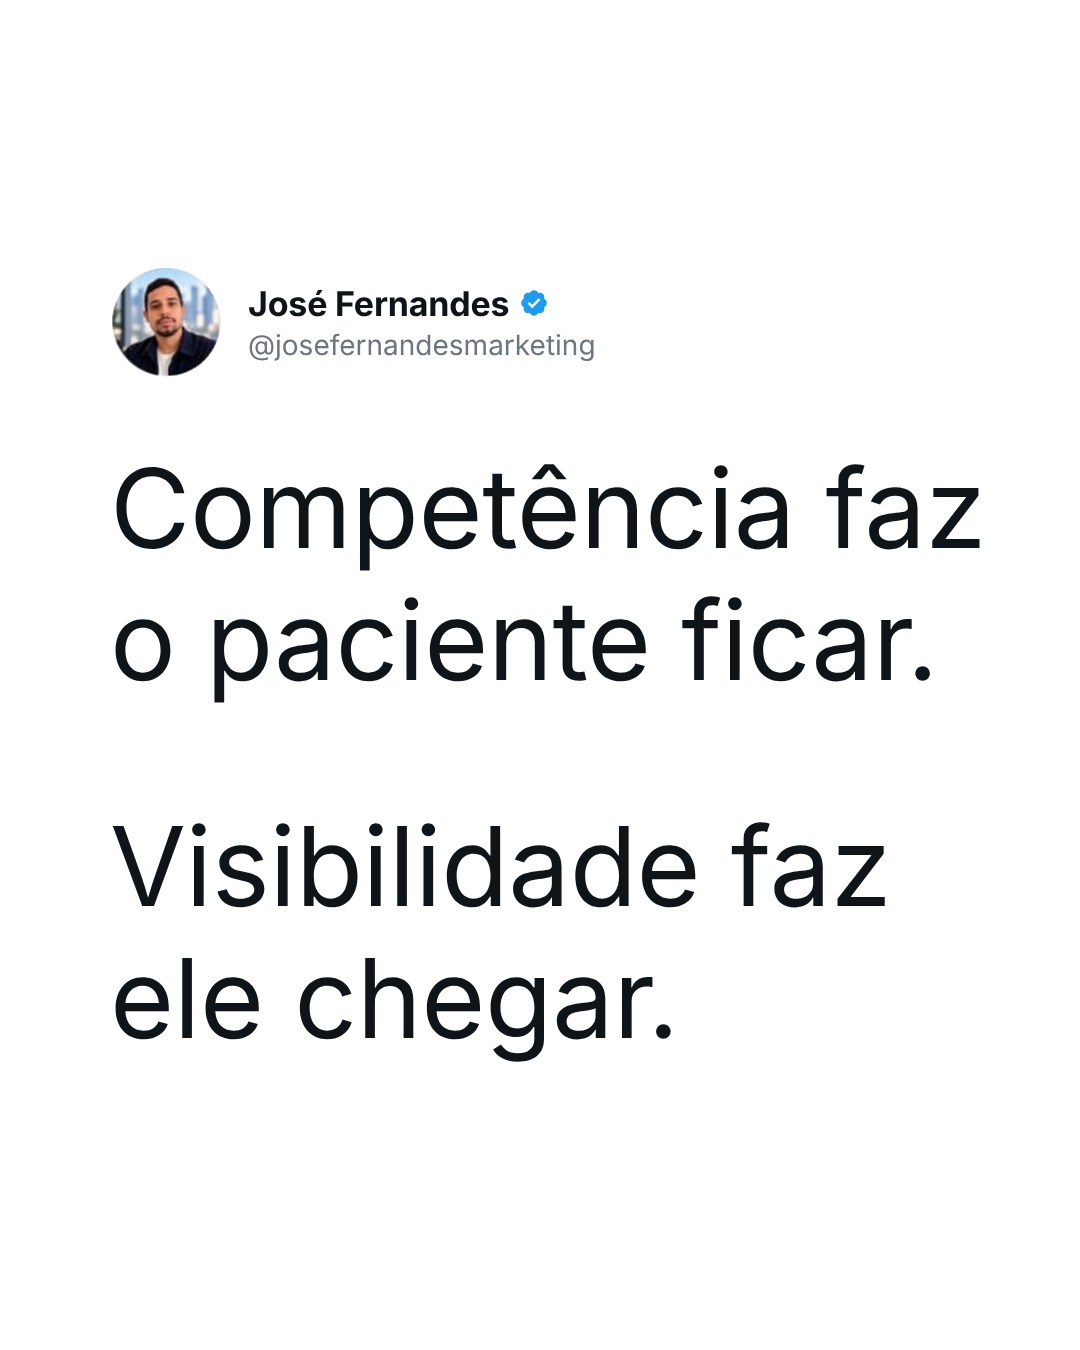 José Fernandes
@josefernandesmarketing
Competência faz
o paciente ficar.
Visibilidade faz
ele chegar.